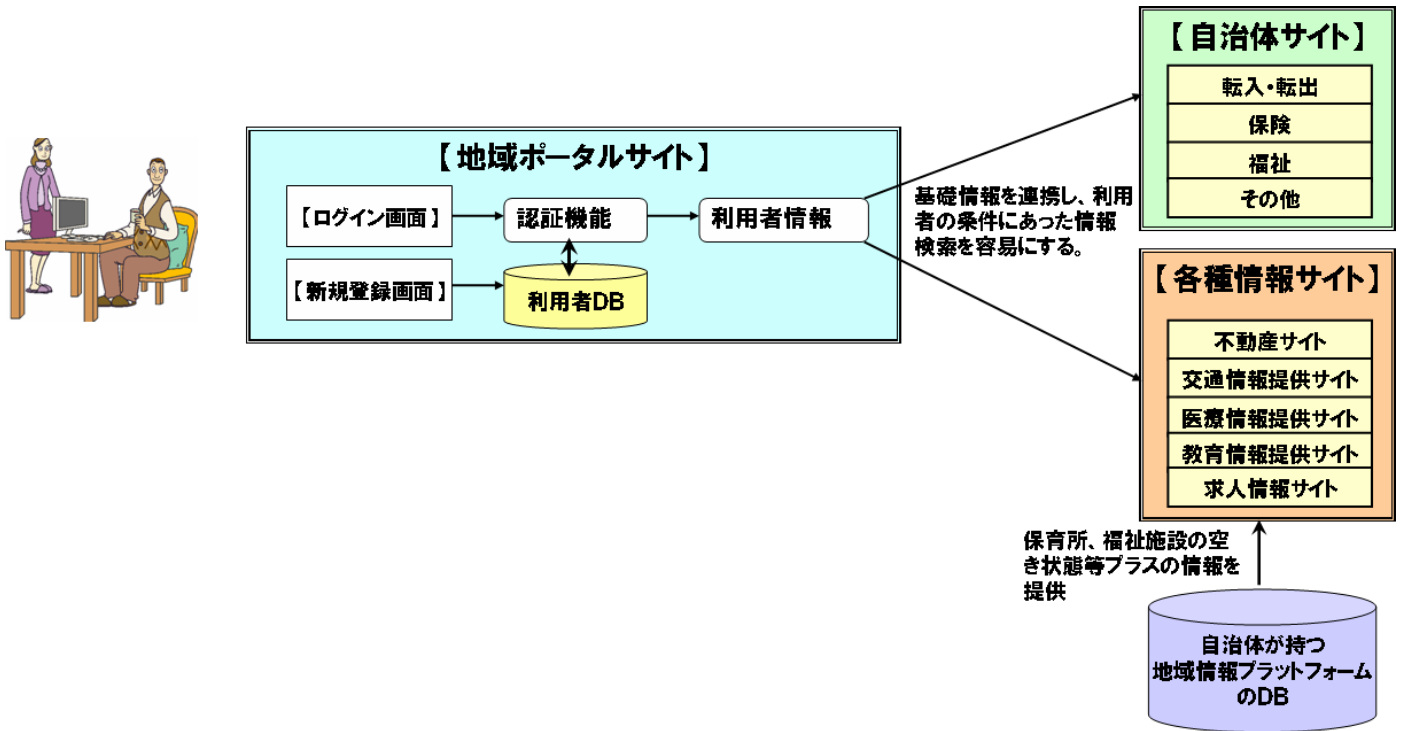 【地域ポータルサイト】
【ログイン画面】
認証機能
利用者情報
【新規登録画面】
利用者DB
基礎情報を連携し、利用
者の条件にあった情報
検索を容易にする。
【自治体サイト】
転入・転出
保険
福祉
その他
【各種情報サイト】
不動産サイト
交通情報提供サイト
医療情報提供サイト
教育情報提供サイト
求人情報サイト
保育所、福祉施設の空
き状態等プラスの情報を
提供
自治体が持つ
地域情報プラットフォーム
のDB